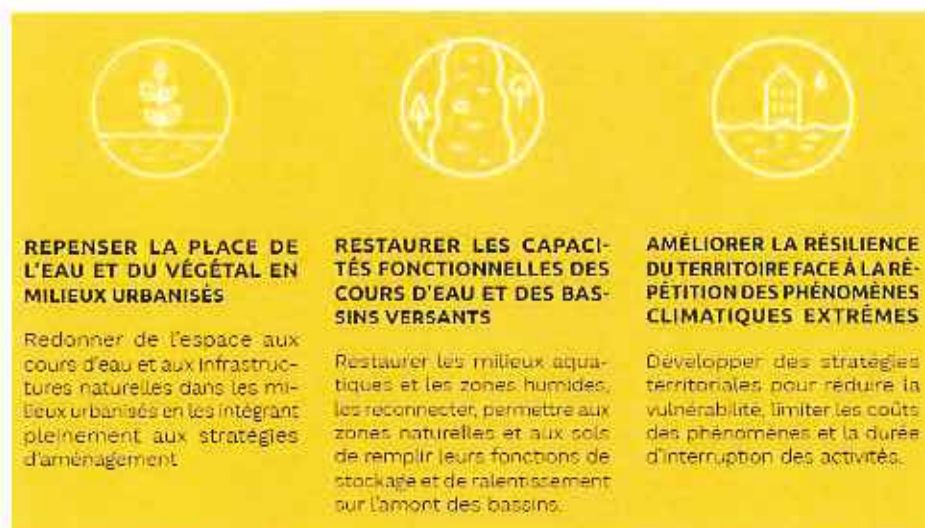 REPENSER LA PLACE DE
L'EAU ET DU VÉGÉTAL EN
MILIEUX URBANISÉS
Redonner de l'espace aux
cours d'eau et aux infrastruc-
tures naturelles dans les mi-
lieux urbanisés en les intégrant
pleinement aux stratégies
d'aménagement
RESTAURER LES CAPACI-
TÉS FONCTIONNELLES DES
COURS D'EAU ET DES BAS-
SINS VERSANTS
Restaurer les milieux aqua-
tiques et les zones humides,
les reconnecter, permettre aux
zones naturelles et aux sols
de remplir leurs fonctions de
stockage et de ralentissement
sur l'amont des bassins.
AMÉLIORER LA RÉSILIENCE
DU TERRITOIRE FACE À LA RÉ-
PÉTITION DES PHÉNOMÈNES
CLIMATIQUES EXTRÊMES
Développer des stratégies
territoriales pour réduire la
vulnérabilité, limiter les coûts
des phénomènes et la durée
d'interruption des activités.